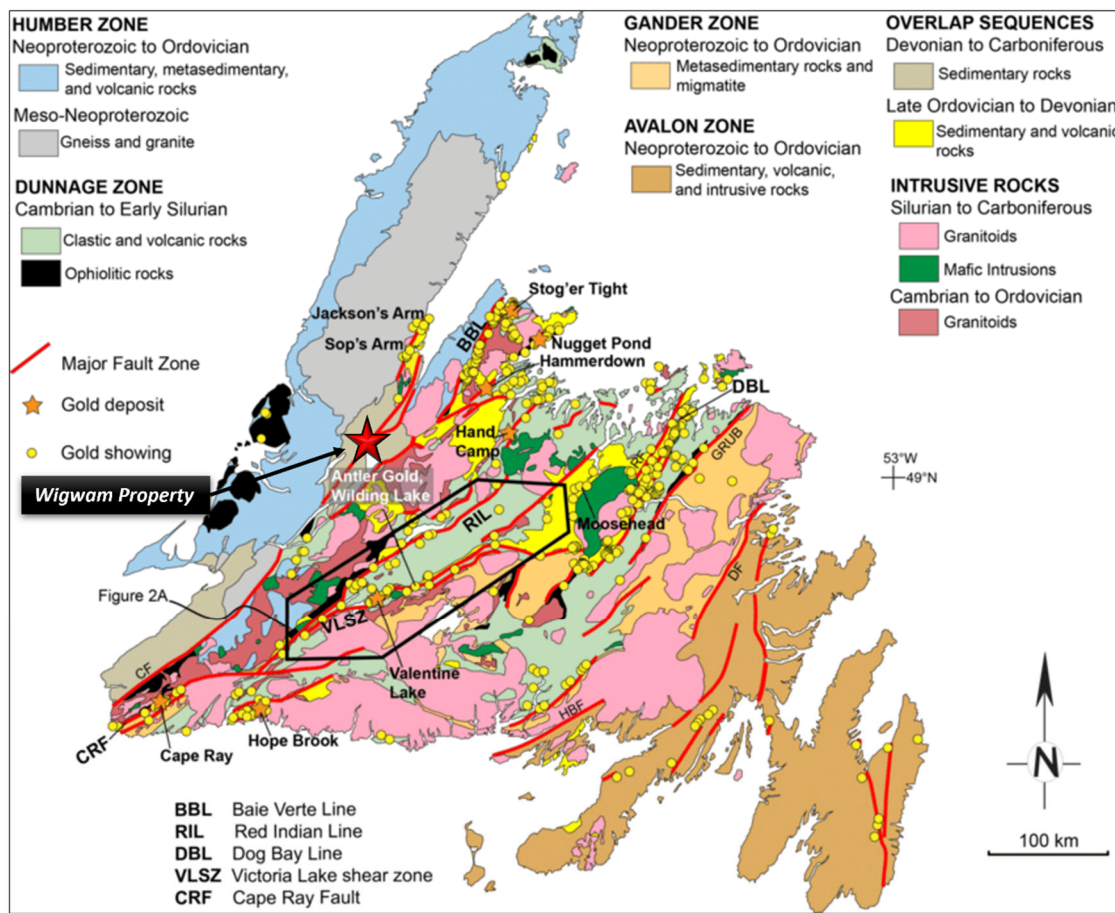 HUMBER ZONE
Neoproterozoic to Ordovician
Sedimentary, metasedimentary,
and volcanic rocks
Meso-Neoproterozoic
Gneiss and granite
DUNNAGE ZONE
Cambrian to Early Silurian
Clastic and volcanic rocks
Ophiolitic rocks
GANDER ZONE
Neoproterozoic to Ordovician
Metasedimentary rocks and
migmatite
AVALON ZONE
Neoproterozoic to Ordovician
Sedimentary, volcanic,
and intrusive rocks
OVERLAP SEQUENCES
Devonian to Carboniferous
Sedimentary rocks
Late Ordovician to Devonian
Sedimentary and volcanic
rocks
INTRUSIVE ROCKS
Silurian to Carboniferous
Granitoids
Mafic Intrusions
Cambrian to Ordovician
Granitoids
Major Fault Zone
Gold deposit
Gold showing
Wigwam Property
Jackson's Arm
Sop's Arm
BBL
Stog'er Tight
Nugget Pond
Hammerdown
DBL
Hand
Camp
GRUB
Antler Gold,
Wilding Lake
RIL
Moosehead
53°W
49°N
Figure 2A
VLSZ
DF
CF
Valentine
Lake
HBF
CRF
Cape Ray
Hope Brook
N
100 km
BBL Baie Verte Line
RIL Red Indian Line
DBL Dog Bay Line
VLSZ Victoria Lake shear zone
CRF Cape Ray Fault